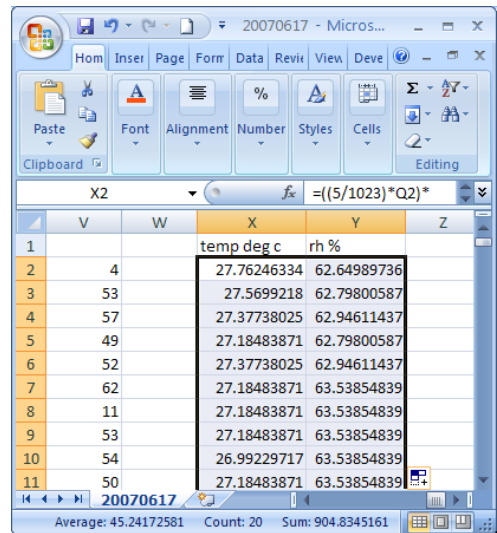 20070617 - Micros...
Hom Inser Page Form Data Revie View Deve
Paste Font Alignment Number Styles Cells
Clipboard Editing
X2 fx =((5/1023)*Q2)*
V W X Y Z
1 temp deg c rh %
2 4 27.76246334 62.64989736
3 53 27.5699218 62.79800587
4 57 27.37738025 62.94611437
5 49 27.18483871 62.79800587
6 52 27.37738025 62.94611437
7 62 27.18483871 63.53854839
8 11 27.18483871 63.53854839
9 53 27.18483871 63.53854839
10 54 26.99229717 63.53854839
11 50 27.18483871 63.53854839
20070617
Average: 45.24172581 Count: 20 Sum: 904.8345161